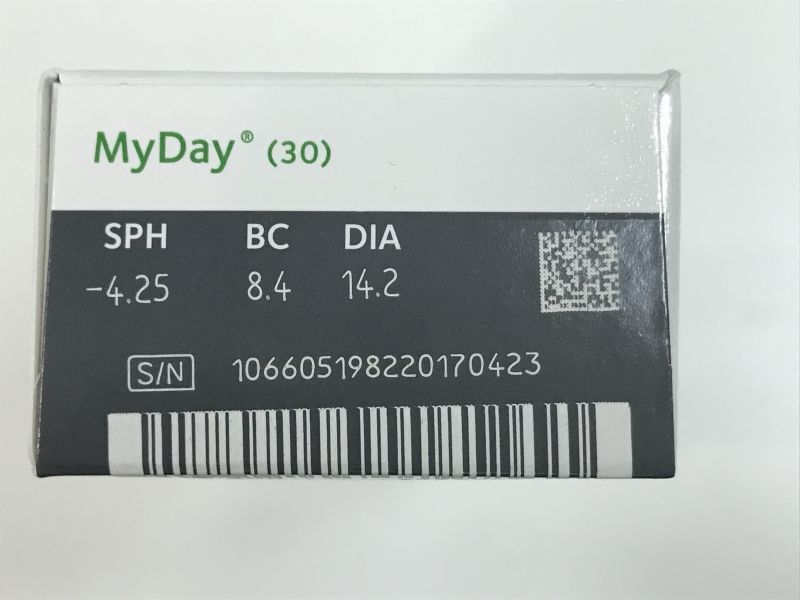 MyDay® (30)
SPH BC DIA
-4.25 8.4 14.2
S/N 106605198220170423